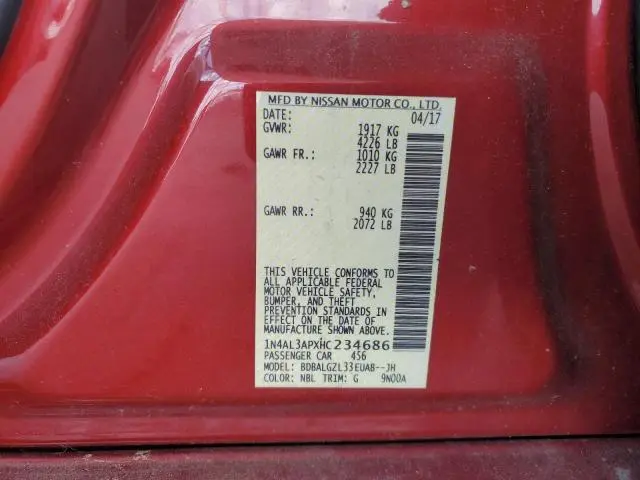 MFD BY NISSAN MOTOR CO., LTD.
DATE: 04/17
GVWR: 1917 KG
4226 LB
GAWR FR.: 1010 KG
2227 LB
GAWR RR.: 940 KG
2072 LB
THIS VEHICLE CONFORMS TO
ALL APPLICABLE FEDERAL
MOTOR VEHICLE SAFETY,
BUMPER, AND THEFT
PREVENTION STANDARDS IN
EFFECT ON THE DATE OF
MANUFACTURE SHOWN ABOVE.
1N4AL3APXHC234686
PASSENGER CAR 456
MODEL: BDBALGZL33EUAB--JH
COLOR: NBL TRIM: G 9N00A